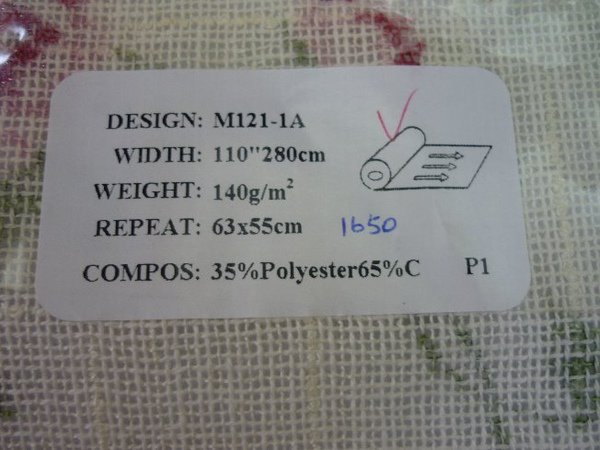 DESIGN: M121-1A
WIDTH: 110"280cm
WEIGHT: 140g/m²
REPEAT: 63x55cm 1650
COMPOS: 35%Polyester65%C P1